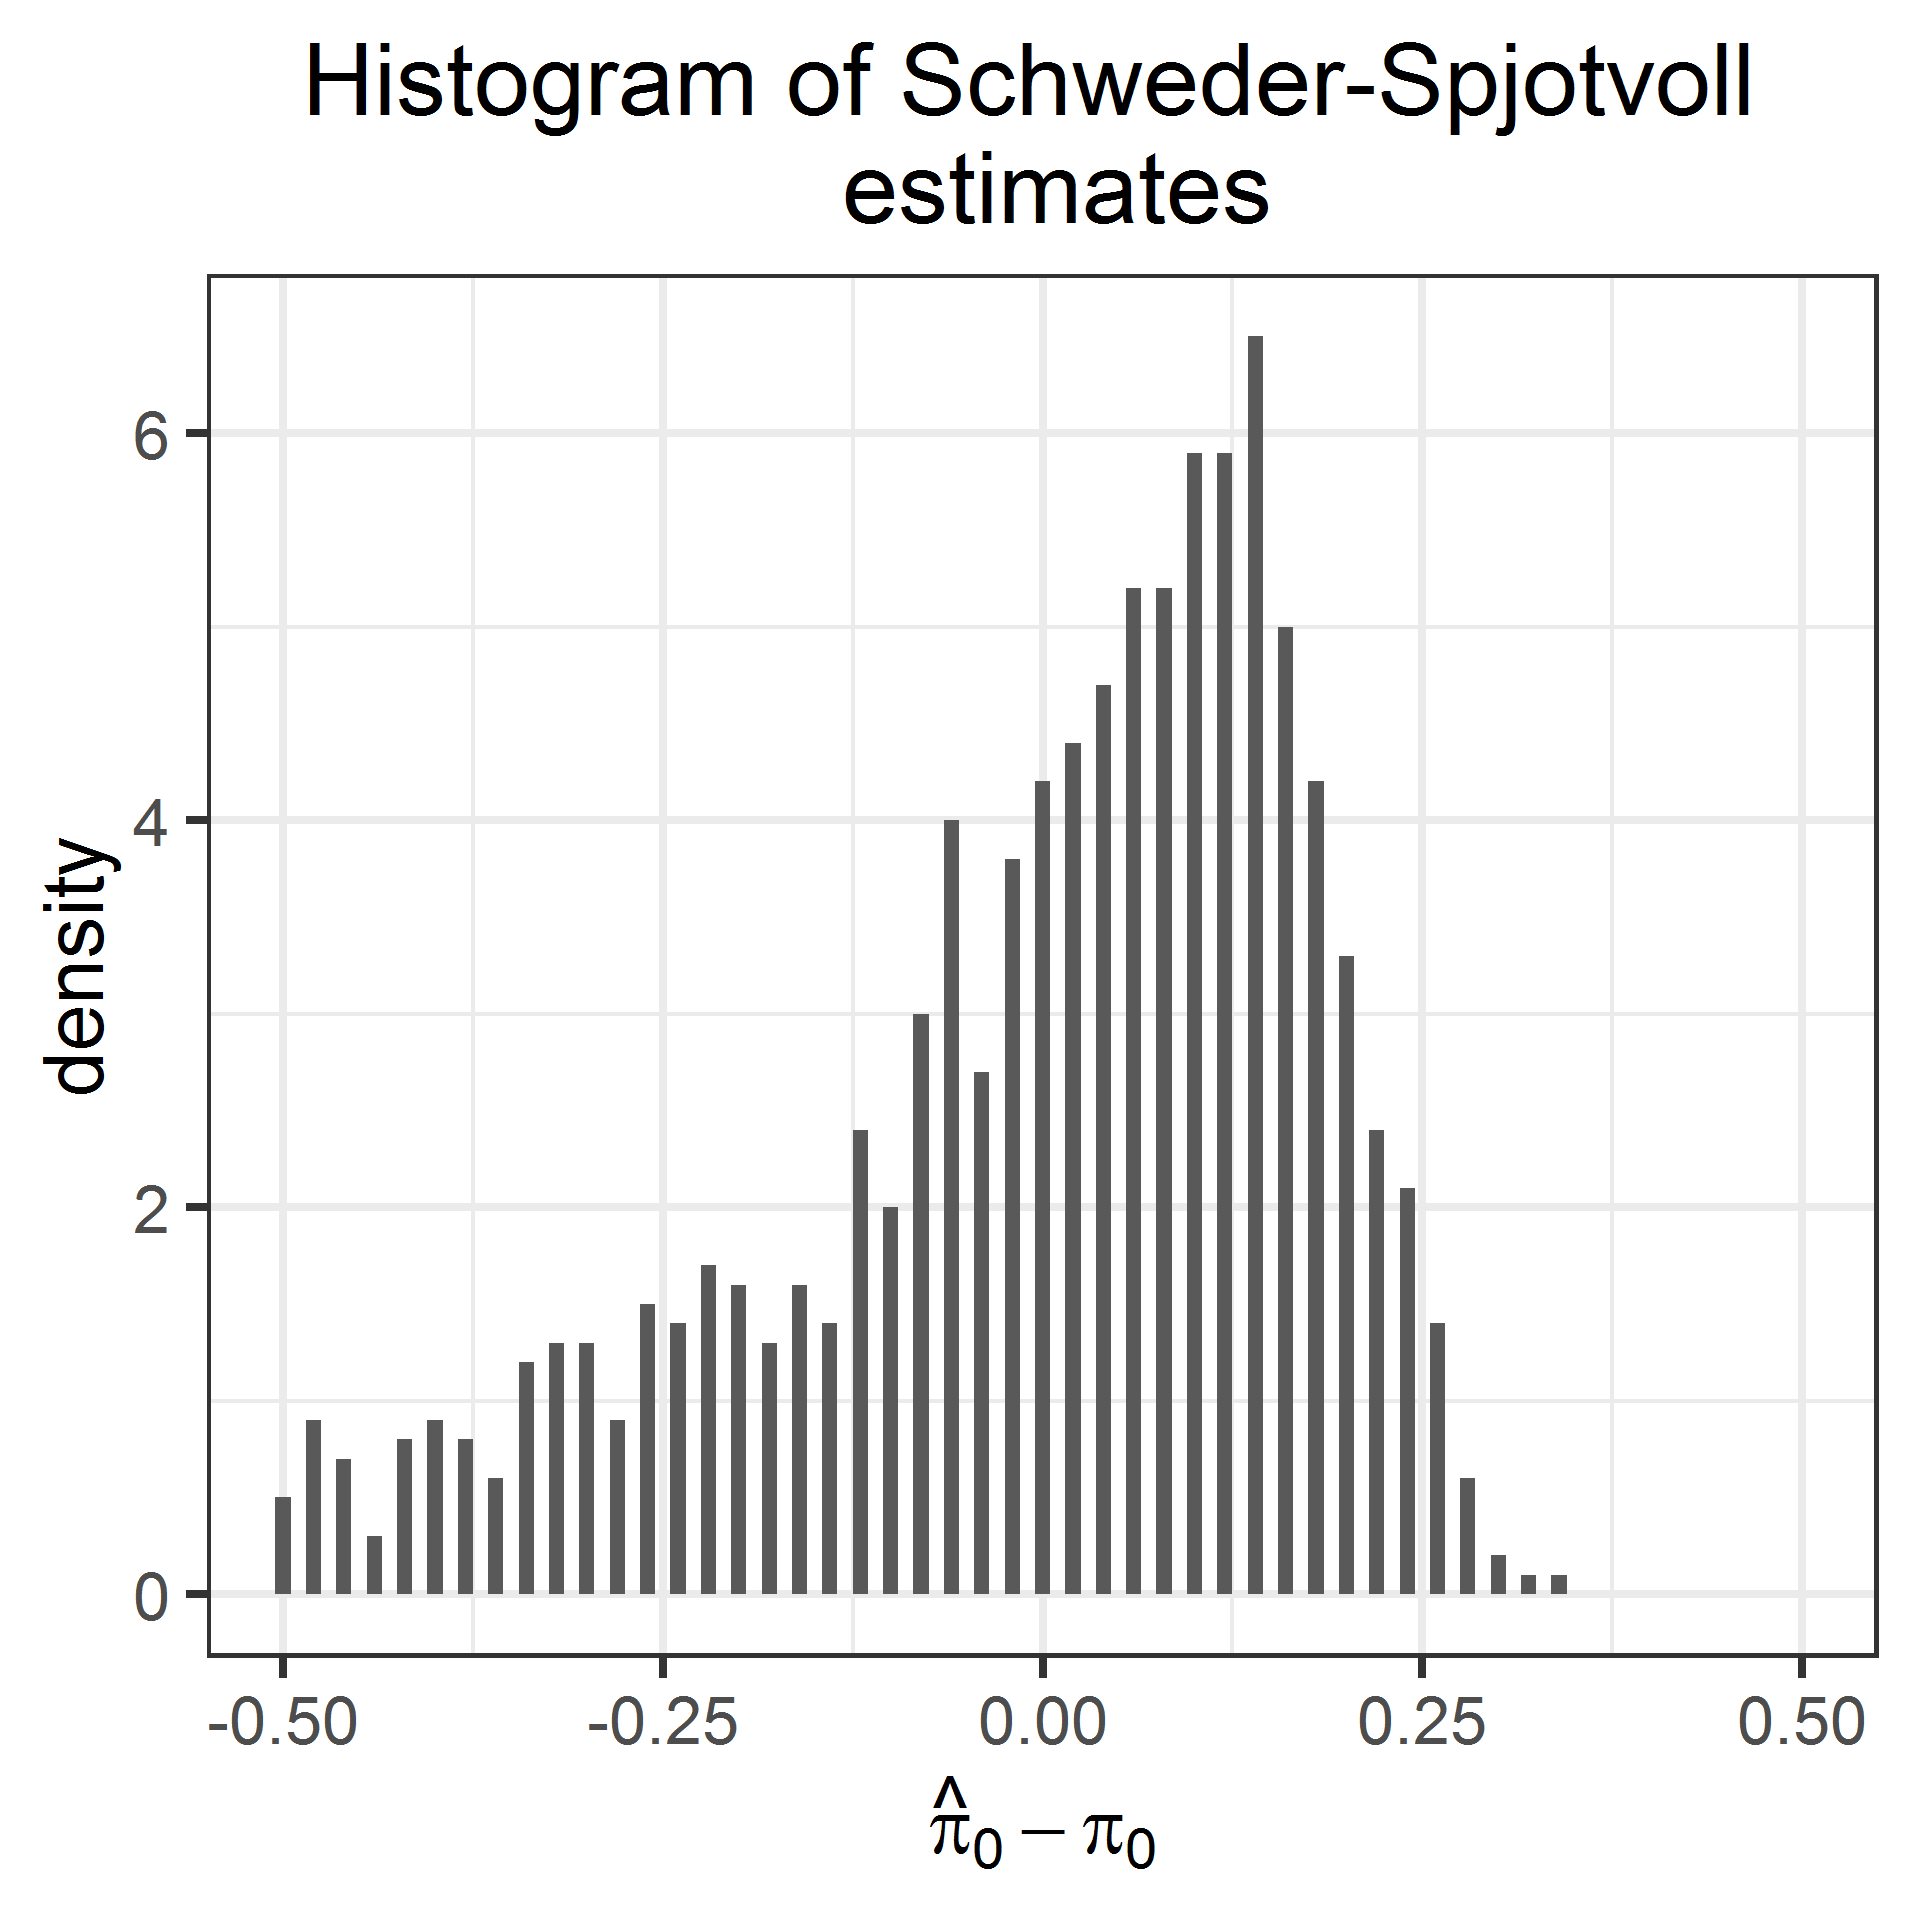 Histogram of Schweder-Spjotvoll
estimates
density
6
4
2
0
-0.50 -0.25 0.00 0.25 0.50
π̂₀ − π₀